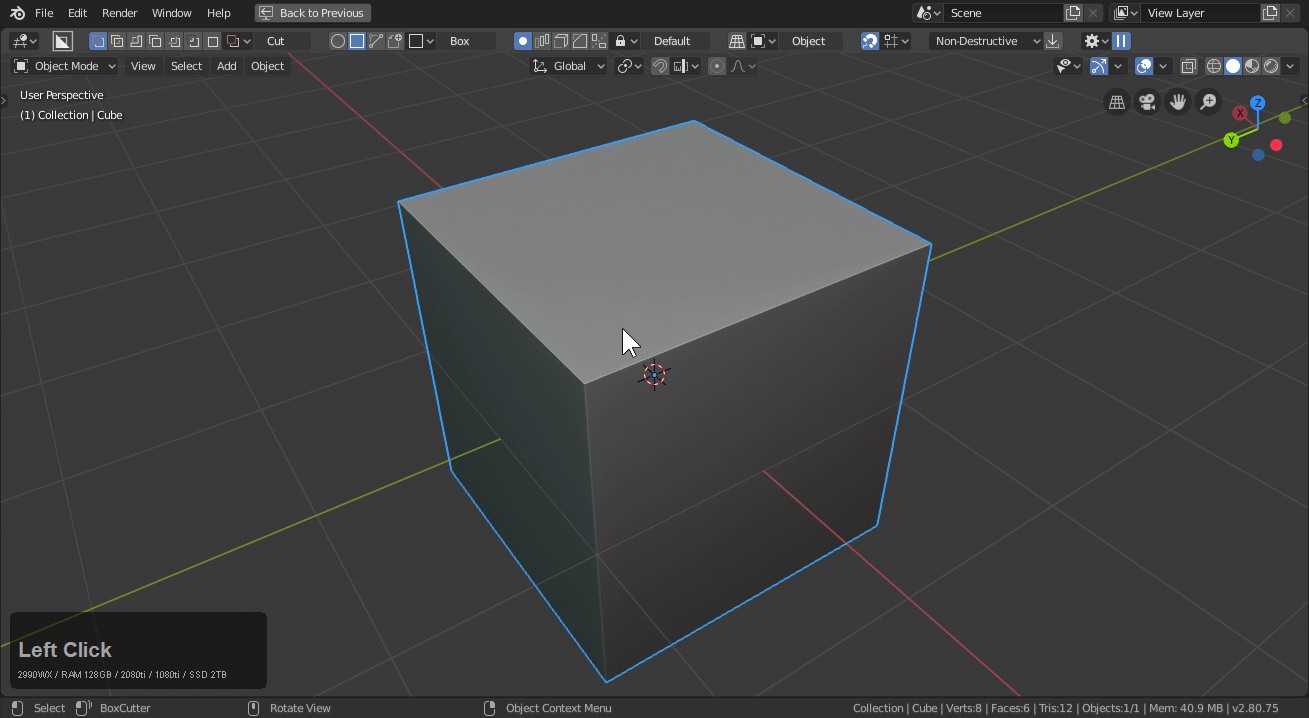 File Edit Render Window Help Back to Previous Scene View Layer
Cut Box Default Object Non-Destructive
Object Mode View Select Add Object Global
User Perspective
(1) Collection | Cube
Z
X
Y
Left Click
2990WX / RAM 128GB / 2080ti / 1080ti / SSD 2TB
Select BoxCutter Rotate View Object Context Menu Collection | Cube | Verts:8 | Faces:6 | Tris:12 | Objects:1/1 | Mem: 40.9 MB | v2.80.75